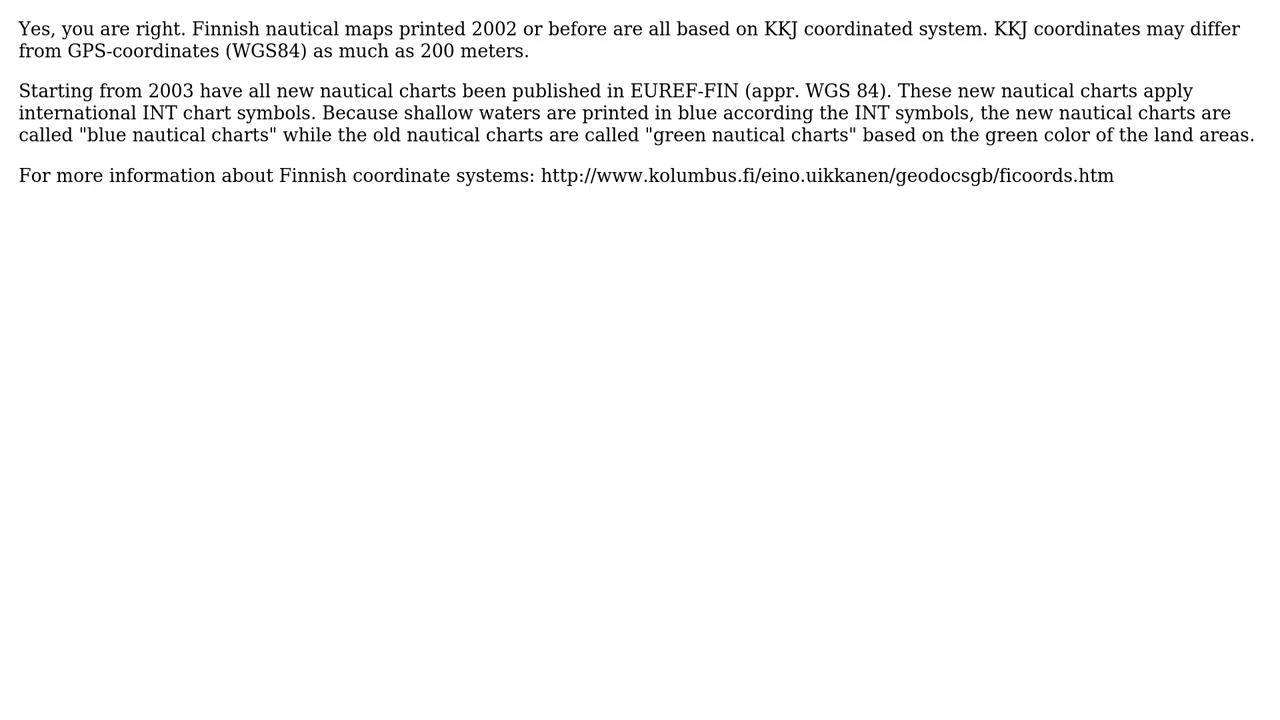 Yes, you are right. Finnish nautical maps printed 2002 or before are all based on KKJ coordinated system. KKJ coordinates may differ
from GPS-coordinates (WGS84) as much as 200 meters.
Starting from 2003 have all new nautical charts been published in EUREF-FIN (appr. WGS 84). These new nautical charts apply
international INT chart symbols. Because shallow waters are printed in blue according the INT symbols, the new nautical charts are
called "blue nautical charts" while the old nautical charts are called "green nautical charts" based on the green color of the land areas.
For more information about Finnish coordinate systems: http://www.kolumbus.fi/eino.uikkanen/geodocsgb/ficoords.htm